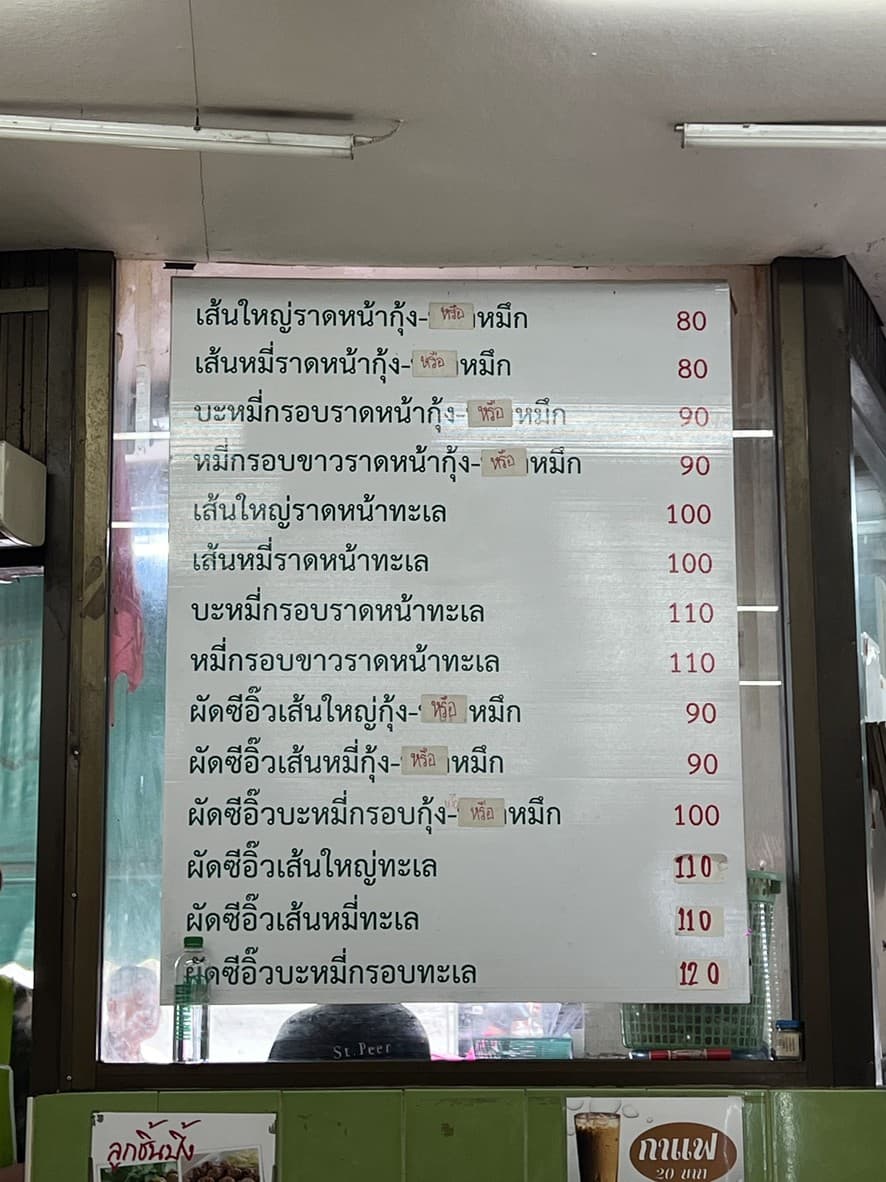 เส้นใหญ่ราดหน้ากุ้ง-หรือหมึก 80
เส้นหมี่ราดหน้ากุ้ง-หรือหมึก 80
บะหมี่กรอบราดหน้ากุ้ง-หรือหมึก 90
หมี่กรอบขาวราดหน้ากุ้ง-หรือหมึก 90
เส้นใหญ่ราดหน้าทะเล 100
เส้นหมี่ราดหน้าทะเล 100
บะหมี่กรอบราดหน้าทะเล 110
หมี่กรอบขาวราดหน้าทะเล 110
ผัดซีอิ๊วเส้นใหญ่กุ้ง-หรือหมึก 90
ผัดซีอิ๊วเส้นหมี่กุ้ง-หรือหมึก 90
ผัดซีอิ๊วบะหมี่กรอบกุ้ง-หรือหมึก 100
ผัดซีอิ๊วเส้นใหญ่ทะเล 110
ผัดซีอิ๊วเส้นหมี่ทะเล 110
ผัดซีอิ๊วบะหมี่กรอบทะเล 120
St.Peer
ลูกชิ้นปิ้ง
กาแฟ
20 บาท